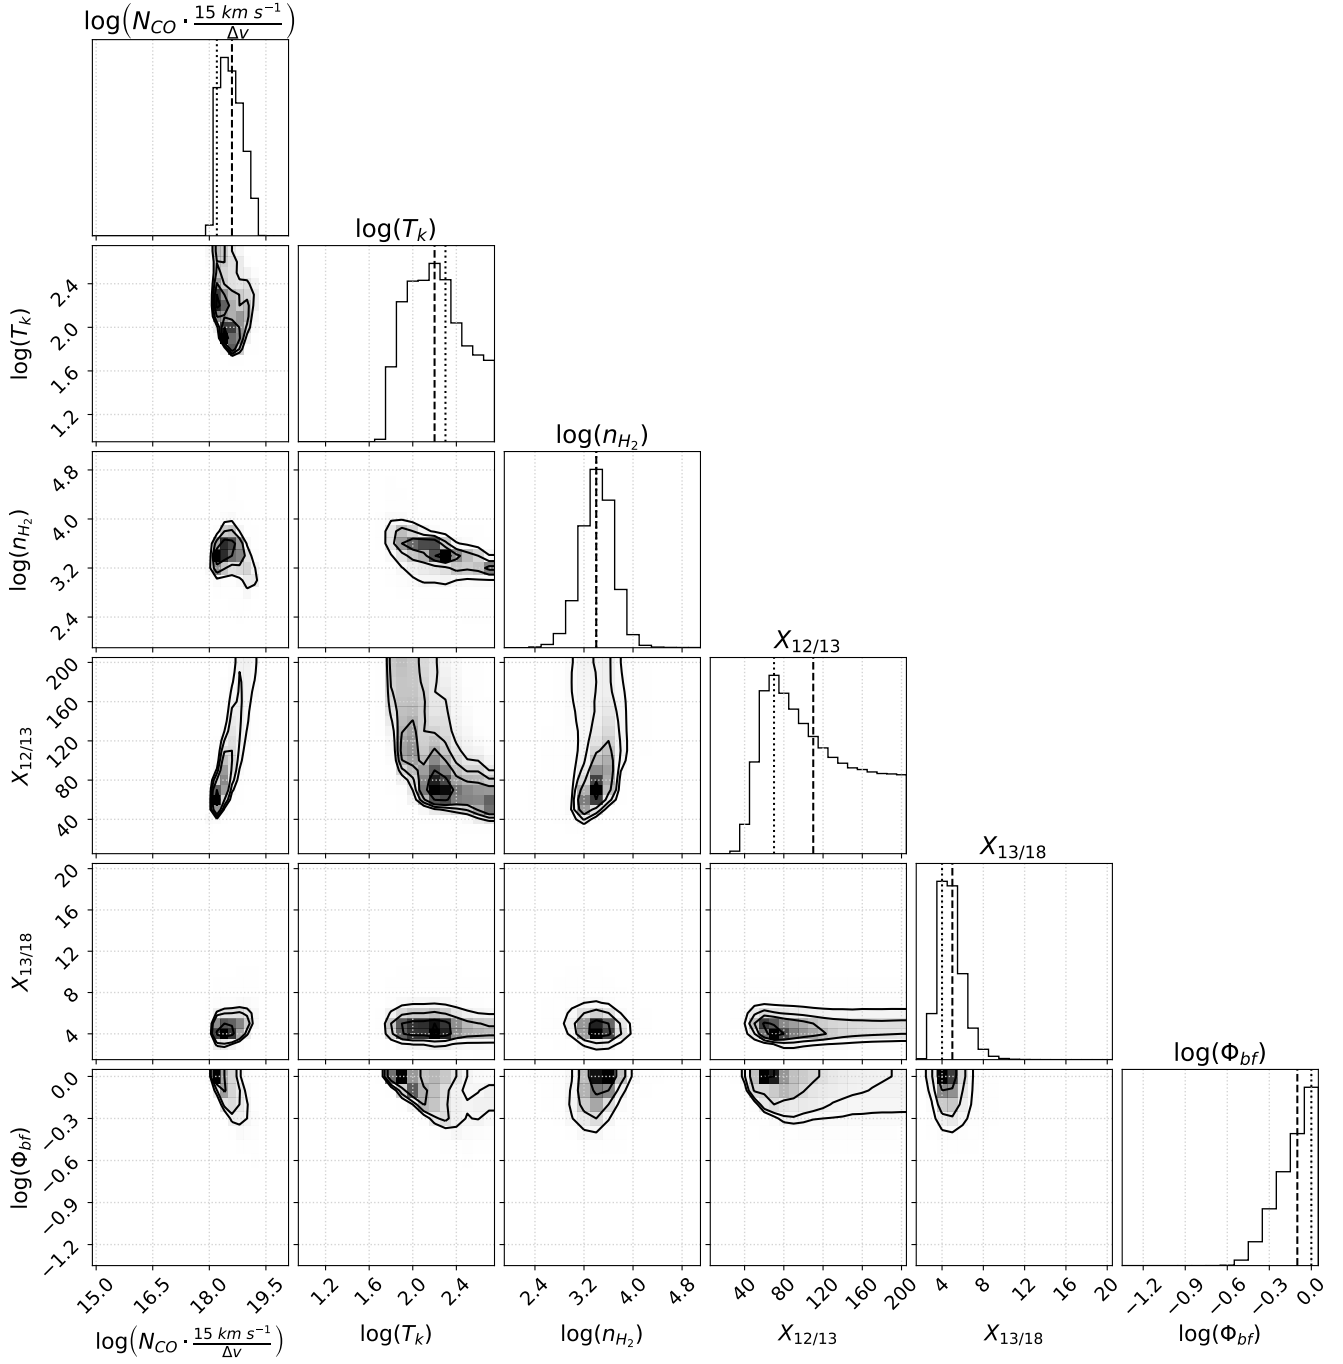 log(N_CO · 15 km s⁻¹ / Δv)
log(T_k)
2.4
2.0
1.6
1.2
log(T_k)
log(n_H₂)
4.8
4.0
3.2
2.4
log(n_H₂)
X_12/13
200
160
120
80
40
X_12/13
X_13/18
20
16
12
8
4
X_13/18
log(Φ_bf)
0.0
−0.3
−0.6
−0.9
−1.2
log(Φ_bf)
15.0 16.5 18.0 19.5 1.2 1.6 2.0 2.4 2.4 3.2 4.0 4.8 40 80 120 160 200 4 8 12 16 20 −1.2 −0.9 −0.6 −0.3 0.0
log(N_CO · 15 km s⁻¹ / Δv) log(T_k) log(n_H₂) X_12/13 X_13/18 log(Φ_bf)